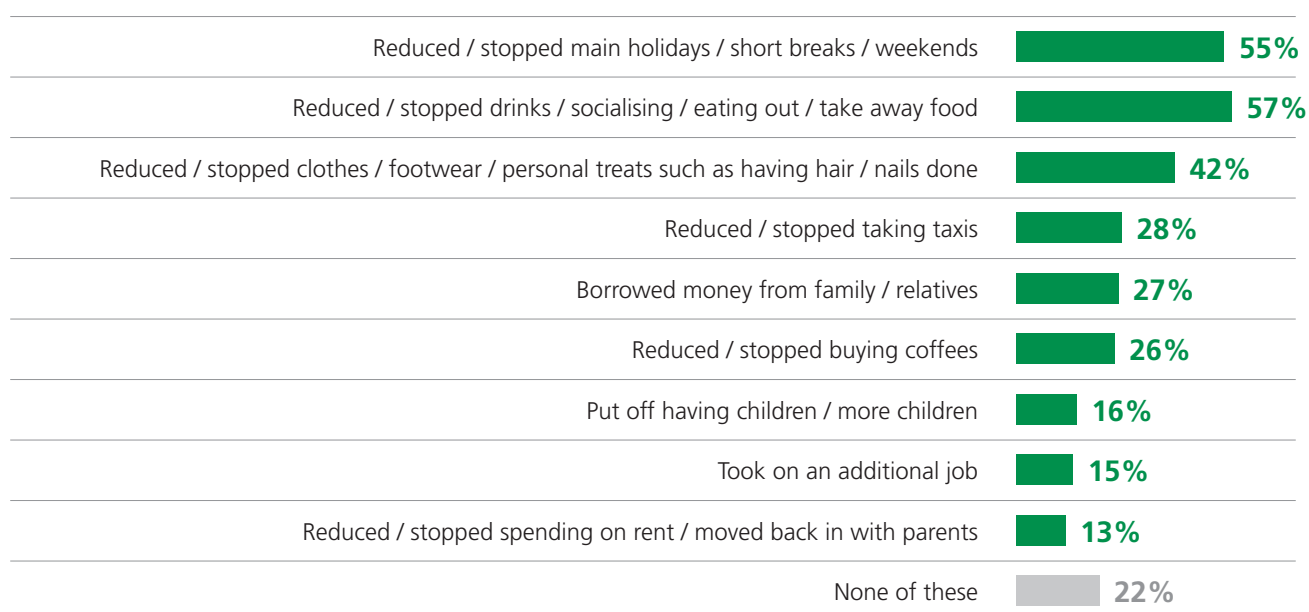 Reduced / stopped main holidays / short breaks / weekends 55%
Reduced / stopped drinks / socialising / eating out / take away food 57%
Reduced / stopped clothes / footwear / personal treats such as having hair / nails done 42%
Reduced / stopped taking taxis 28%
Borrowed money from family / relatives 27%
Reduced / stopped buying coffees 26%
Put off having children / more children 16%
Took on an additional job 15%
Reduced / stopped spending on rent / moved back in with parents 13%
None of these 22%